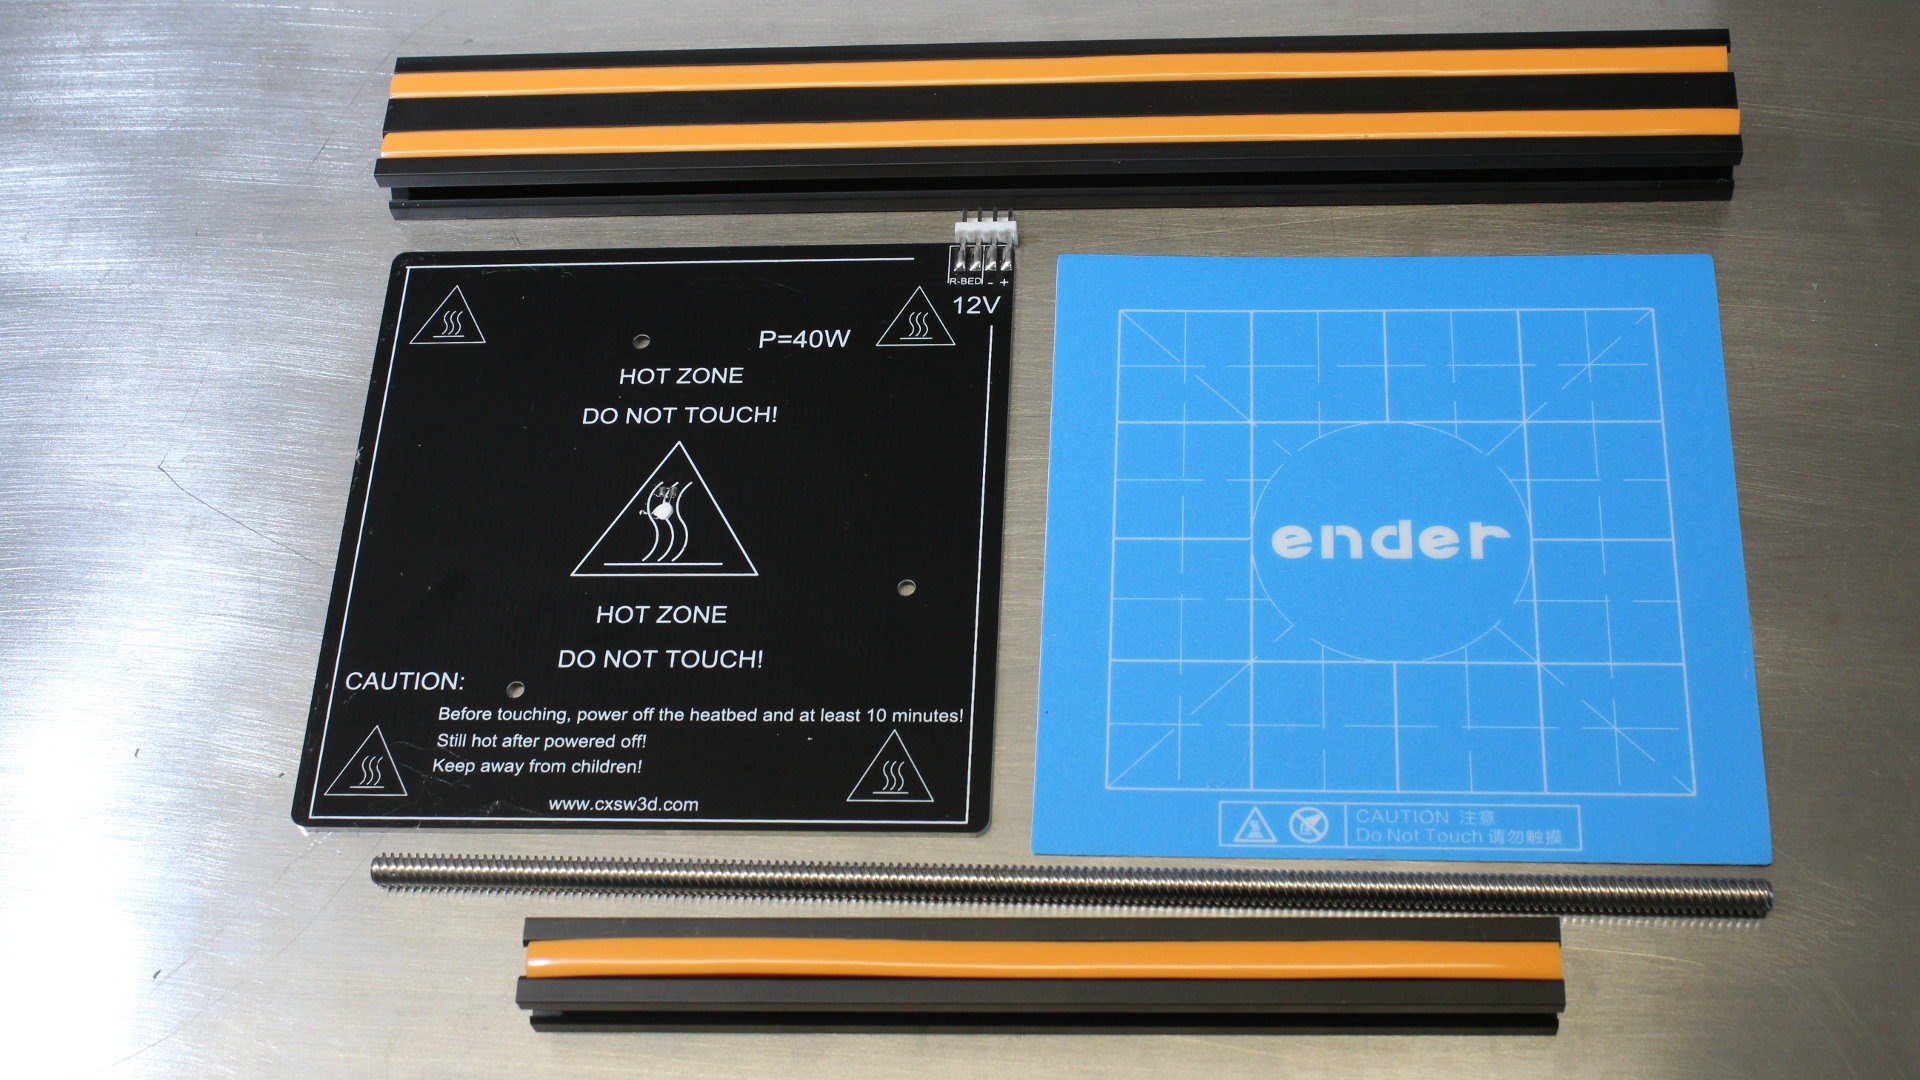 R-BED - +
12V
P=40W
HOT ZONE
DO NOT TOUCH!
HOT ZONE
DO NOT TOUCH!
CAUTION:
Before touching, power off the heatbed and at least 10 minutes!
Still hot after powered off!
Keep away from children!
www.cxsw3d.com
ender
CAUTION 注意
Do Not Touch 请勿触摸